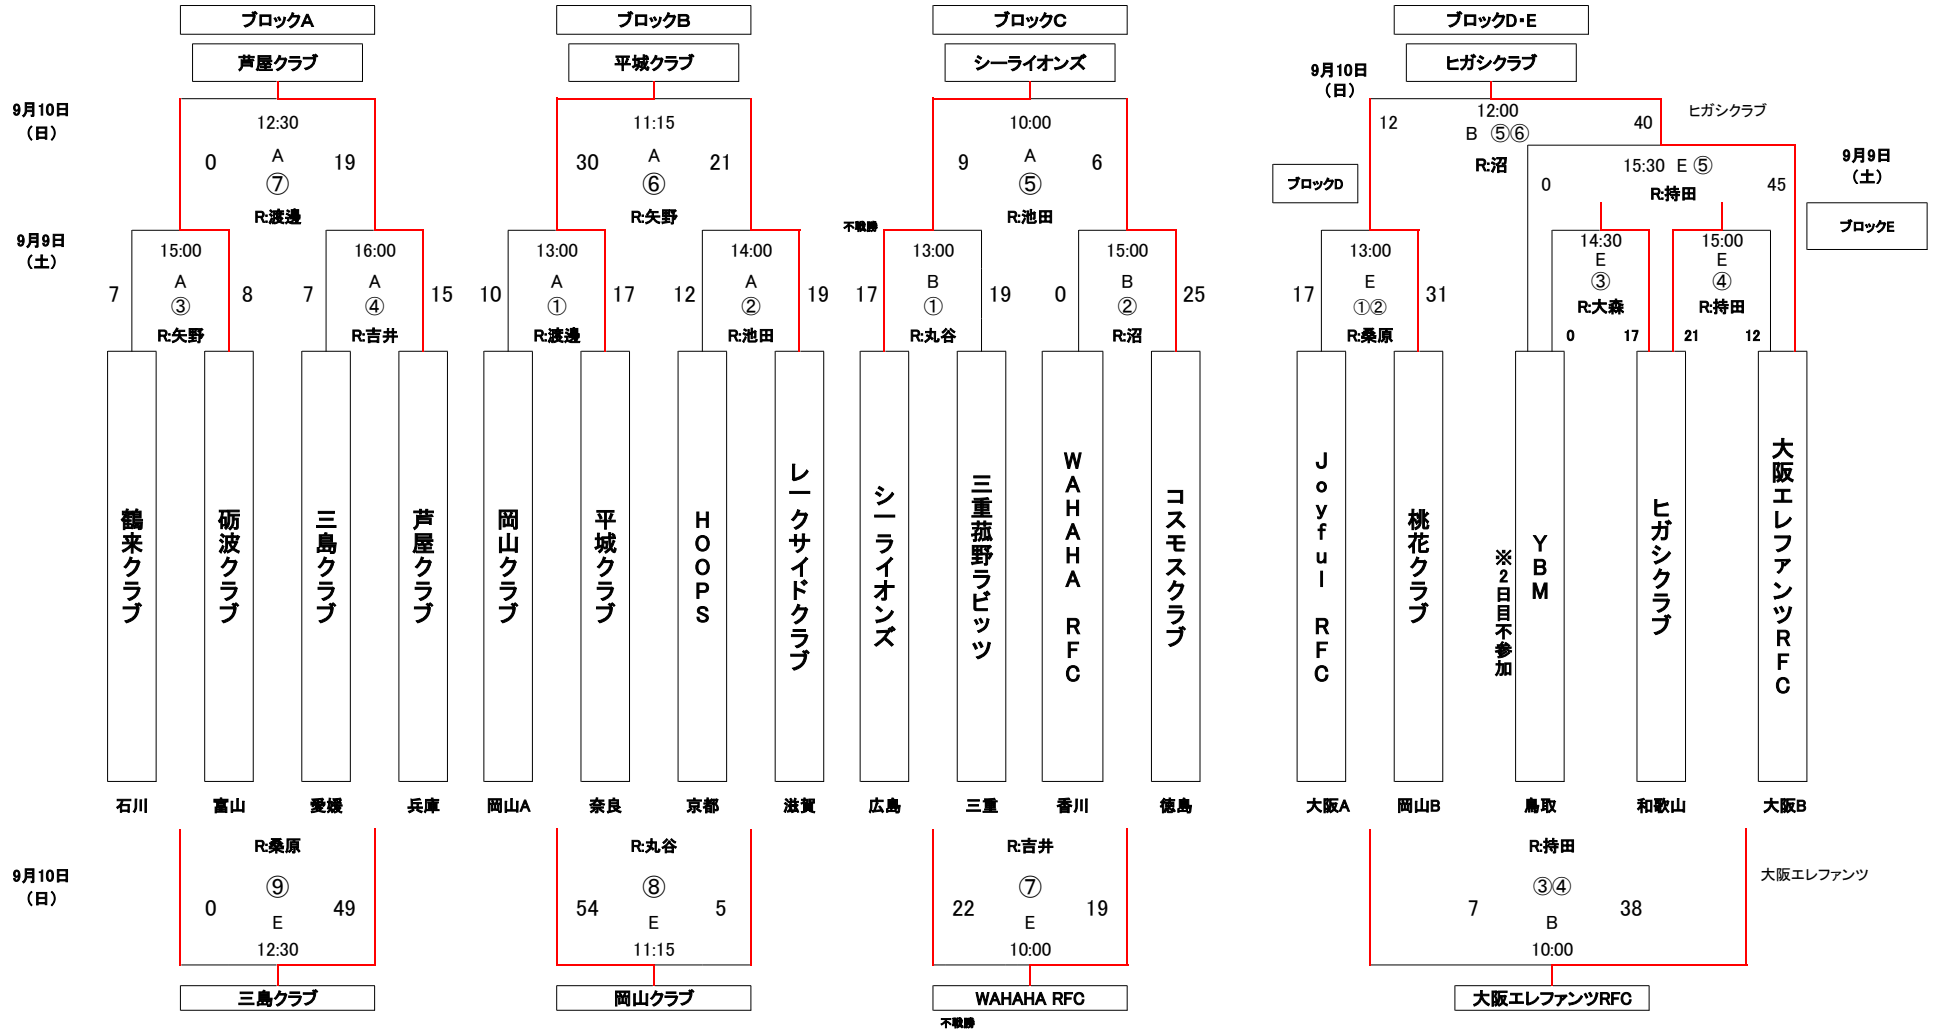 ブロックA
ブロックB
ブロックC
ブロックD・E
芦屋クラブ
平城クラブ
シーライオンズ
ヒガシクラブ
9月10日
（日）
12:30
0
A
19
⑦
R:渡邊
11:15
30
A
21
⑥
R:矢野
10:00
9
A
6
⑤
R:池田
9月10日
（日）
12:00
12
B ⑤⑥
40
R:沼
ヒガシクラブ
ブロックD
15:30 E ⑤
0
45
R:持田
9月9日
（土）
ブロックE
9月9日
（土）
15:00
7
A
③
8
R:矢野
16:00
7
A
④
15
R:吉井
13:00
10
A
①
17
R:渡邊
14:00
12
A
②
19
R:池田
不戦勝
13:00
17
B
①
19
R:丸谷
15:00
0
B
②
25
R:沼
13:00
17
E
①②
31
R:桑原
14:30
E
③
R:大森
0
17
15:00
E
④
R:持田
21
12
鶴来クラブ
砺波クラブ
三島クラブ
芦屋クラブ
岡山クラブ
平城クラブ
HOOPS
レークサイドクラブ
シーライオンズ
三重菰野ラビッツ
WAHAHA RFC
コスモスクラブ
Joyful RFC
桃花クラブ
※2日目不参加
YBM
ヒガシクラブ
大阪エレファンツRFC
石川
富山
愛媛
兵庫
岡山A
奈良
京都
滋賀
広島
三重
香川
徳島
大阪A
岡山B
鳥取
和歌山
大阪B
9月10日
（日）
R:桑原
⑨
0
49
E
12:30
三島クラブ
R:丸谷
⑧
54
5
E
11:15
岡山クラブ
R:吉井
⑦
22
19
E
10:00
WAHAHA RFC
不戦勝
R:持田
③④
7
38
B
10:00
大阪エレファンツRFC
大阪エレファンツ